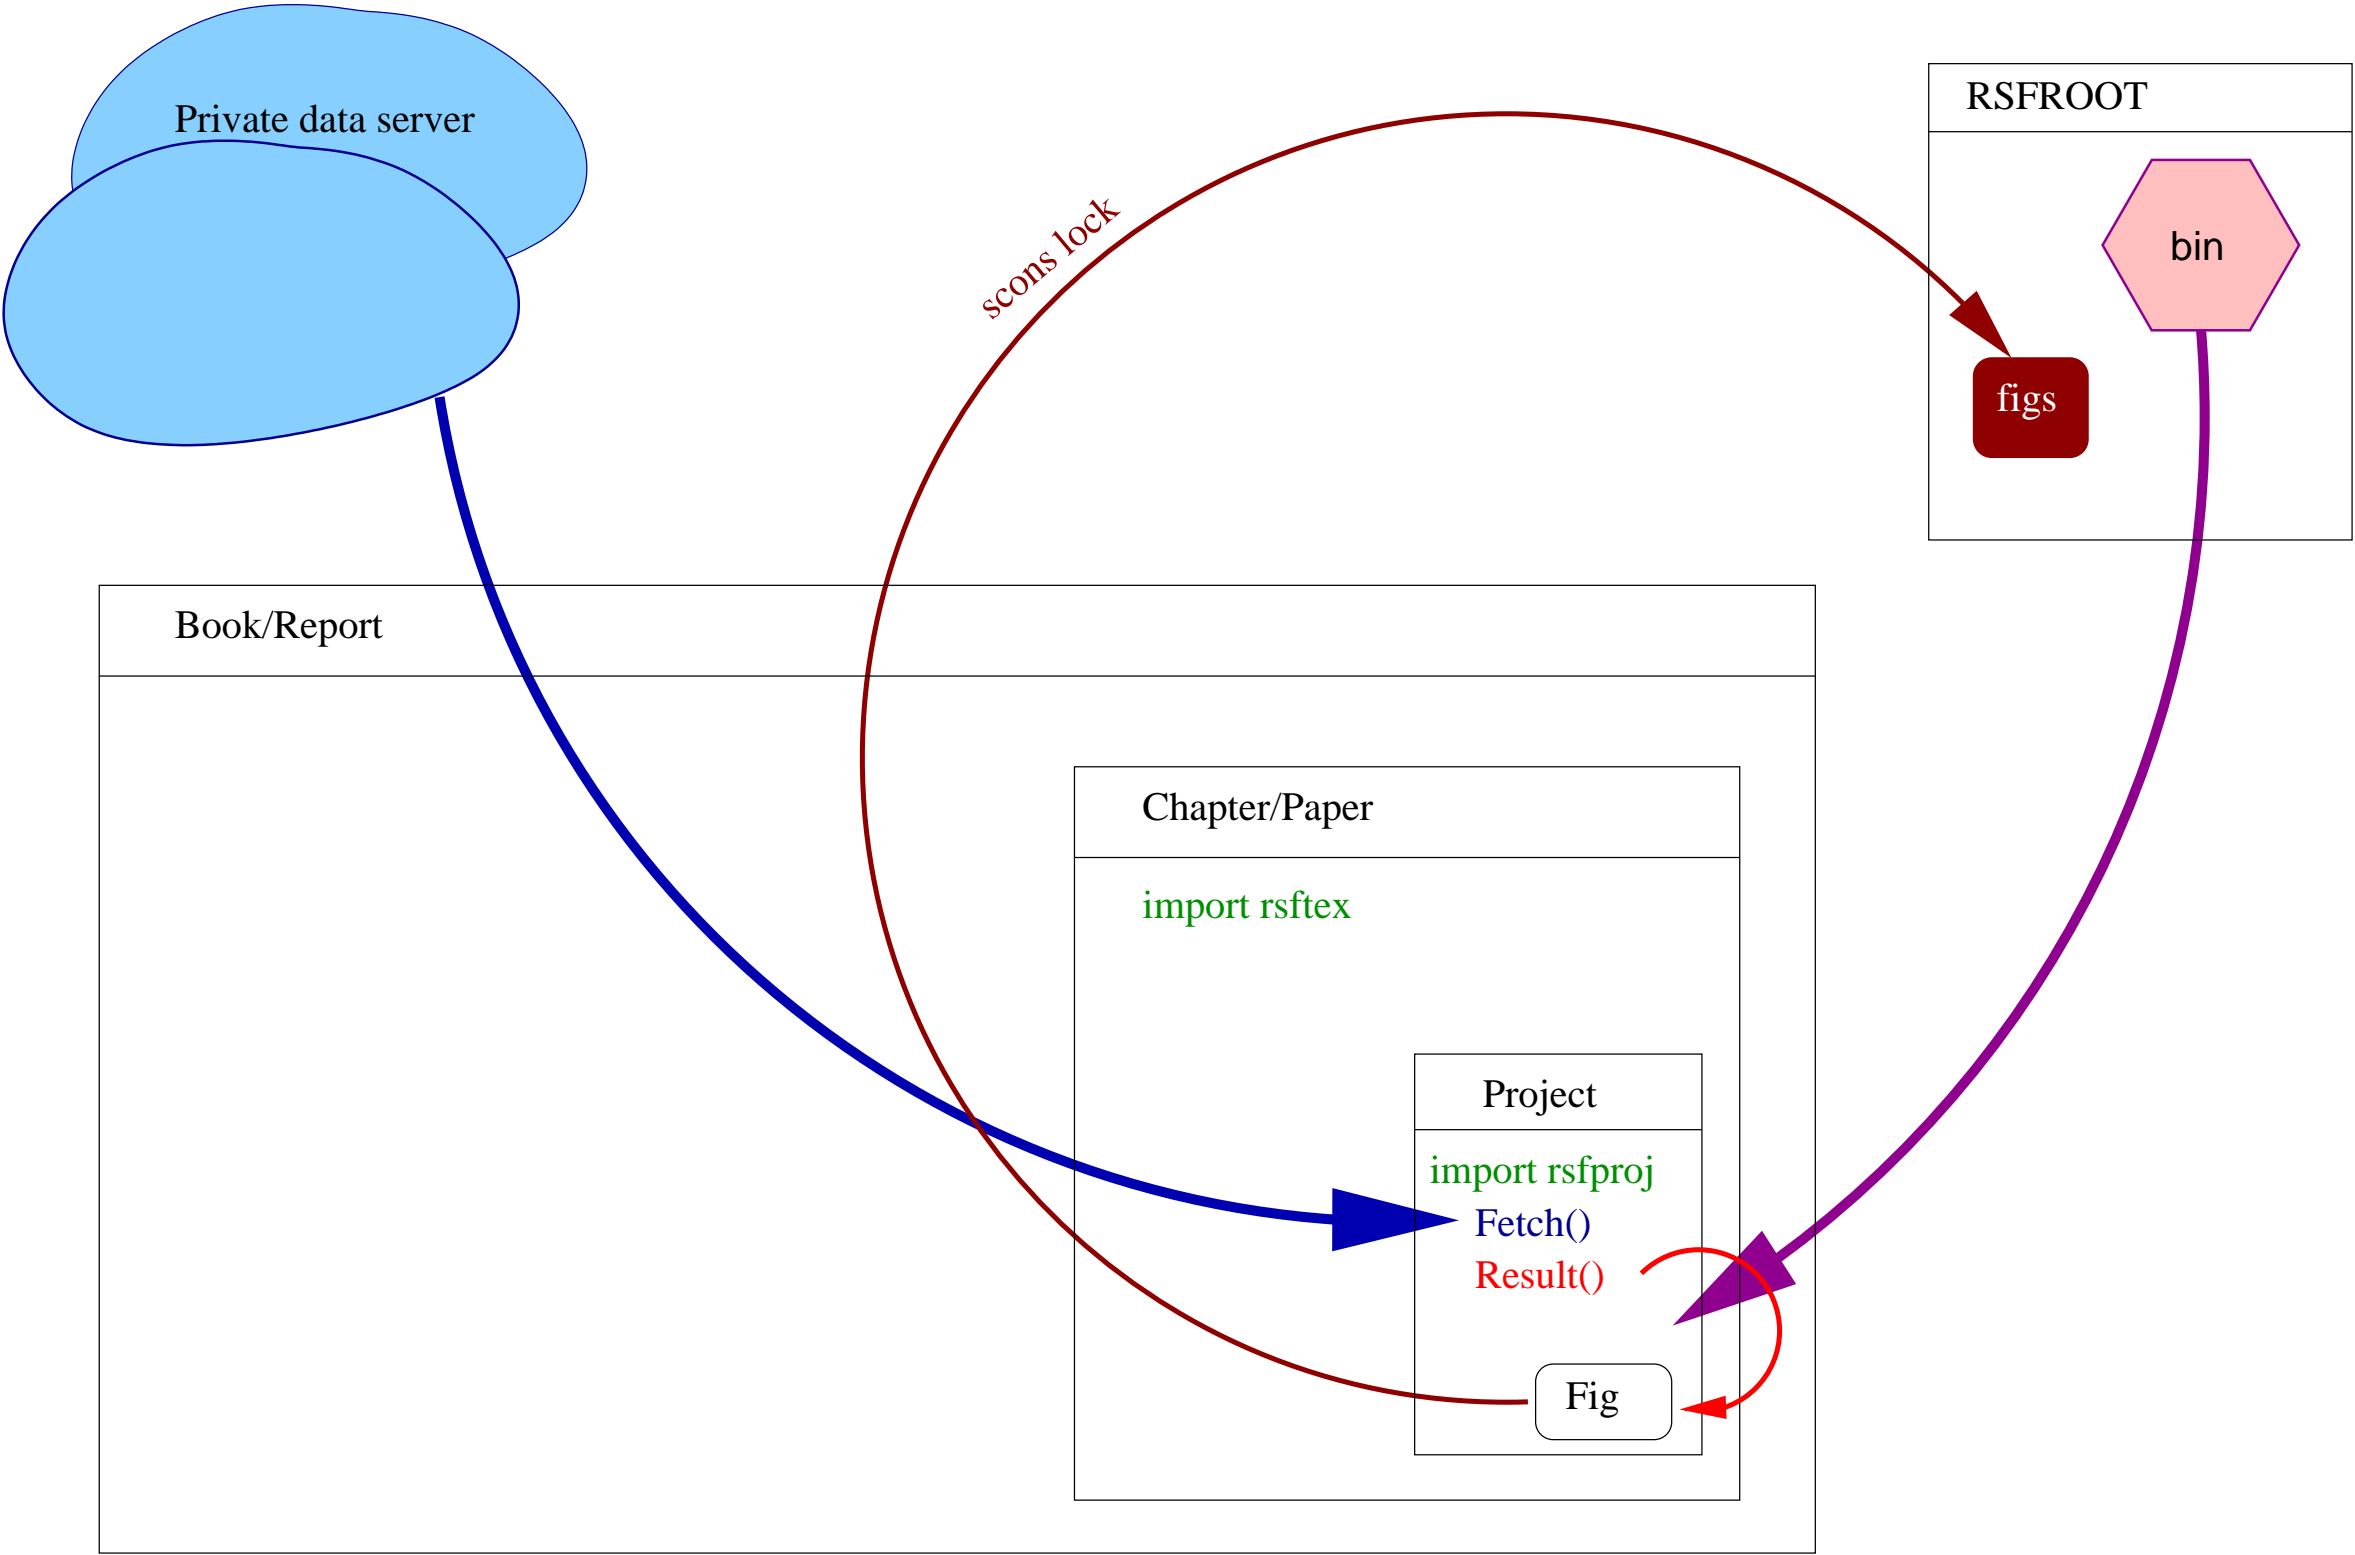 Private data server
RSFROOT
bin
scons lock
figs
Book/Report
Chapter/Paper
import rsftex
Project
import rsfproj
Fetch()
Result()
Fig